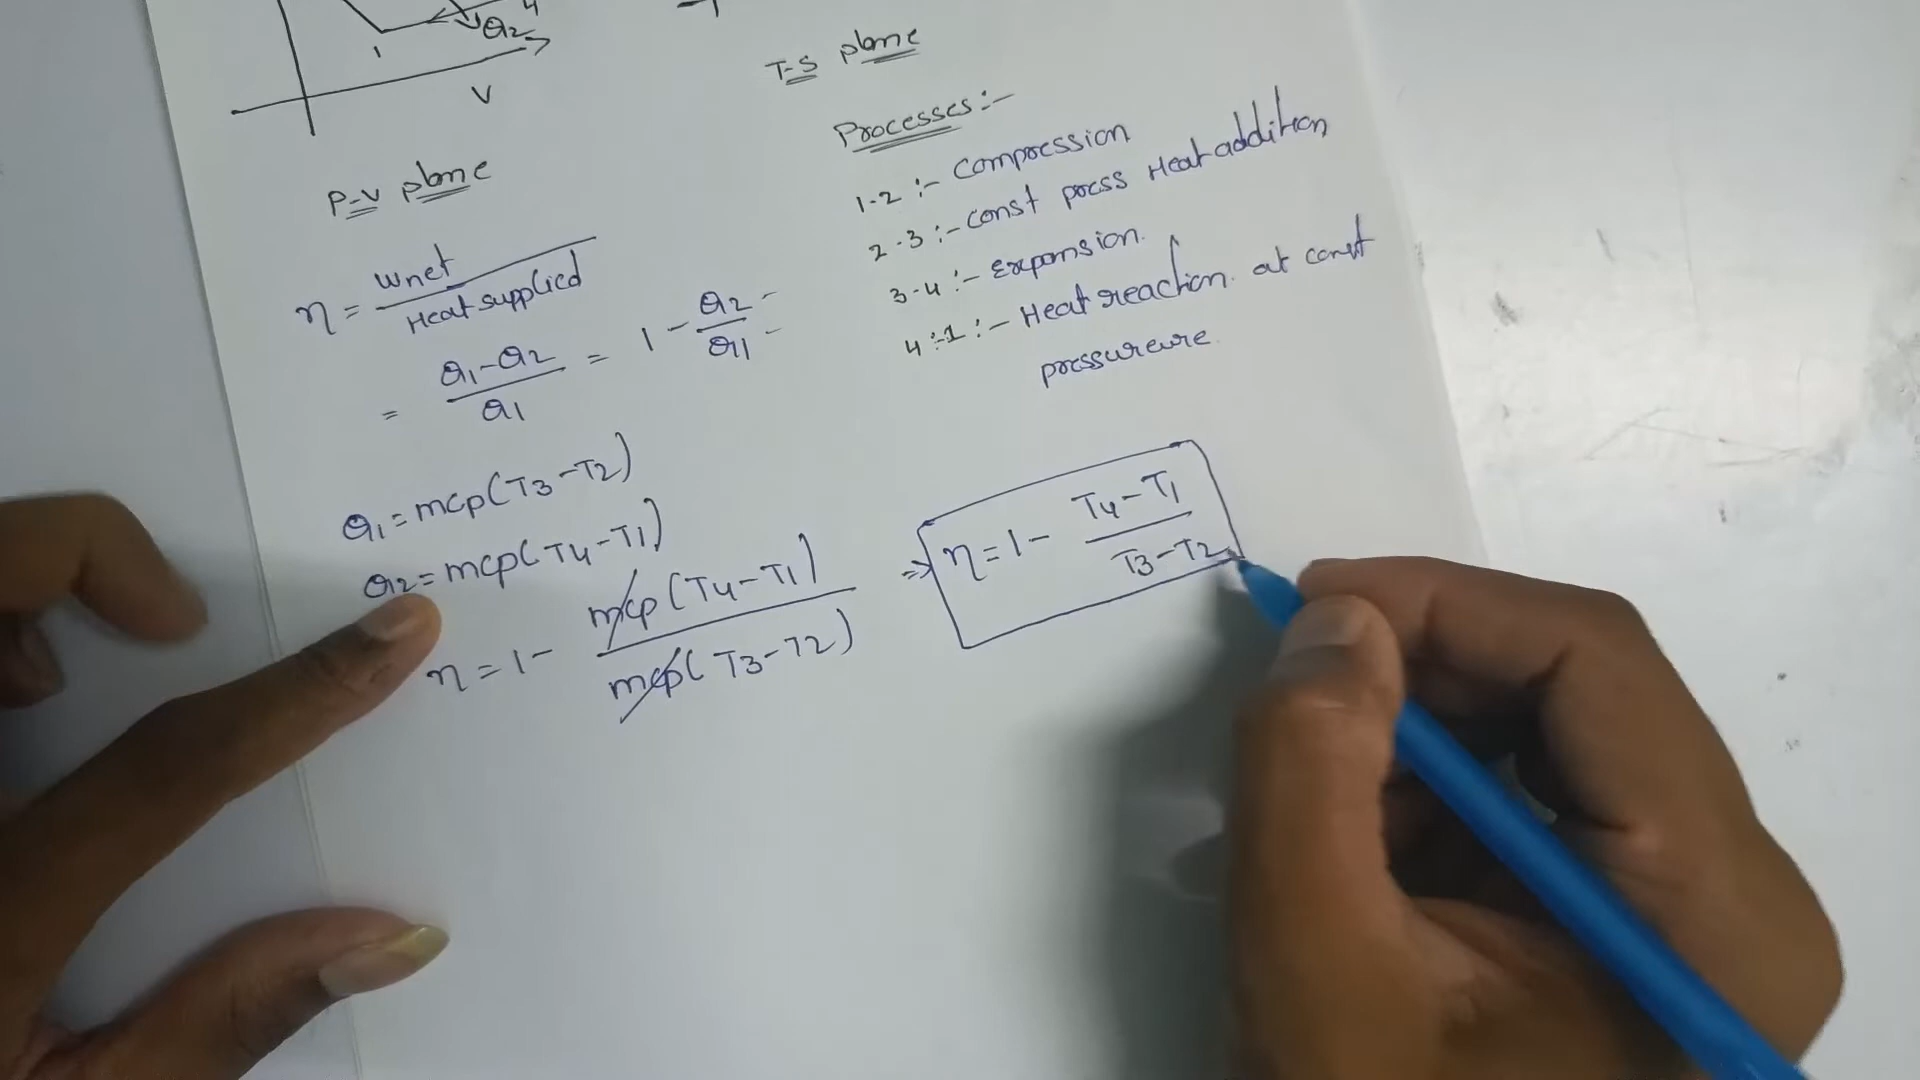 4
Q2
1
V
T-S plane
P-V plane
Processes:-
1-2 :- Compression
2-3 :- const press Heat addition
3-4 :- Expansion.
4-1 :- Heat reaction at const
pressureure.
η = Wnet / Heat supplied
= Q1-Q2 / Q1 = 1 - Q2 / Q1
Q1 = mcp(T3-T2)
Q2 = mcp(T4-T1)
η = 1 - mcp(T4-T1) / mcp(T3-T2)
⇒ η = 1 - T4-T1 / T3-T2